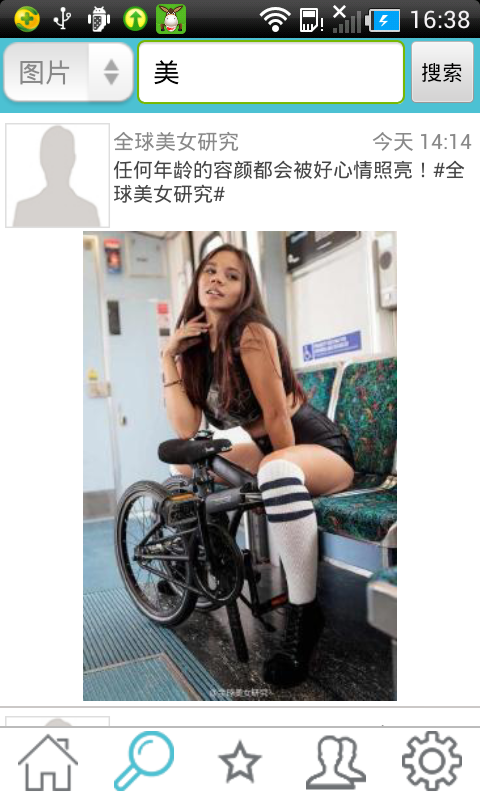 16:38
图片
美
搜索
全球美女研究
今天 14:14
任何年龄的容颜都会被好心情照亮！#全
球美女研究#
@全球美女研究